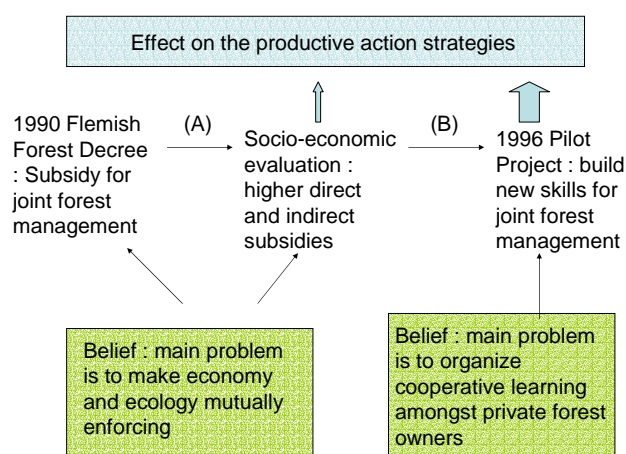 Effect on the productive action strategies
1990 Flemish
Forest Decree
: Subsidy for
joint forest
management
(A)
Socio-economic
evaluation :
higher direct
and indirect
subsidies
(B)
1996 Pilot
Project : build
new skills for
joint forest
management
Belief : main problem
is to make economy
and ecology mutually
enforcing
Belief : main problem
is to organize
cooperative learning
amongst private forest
owners